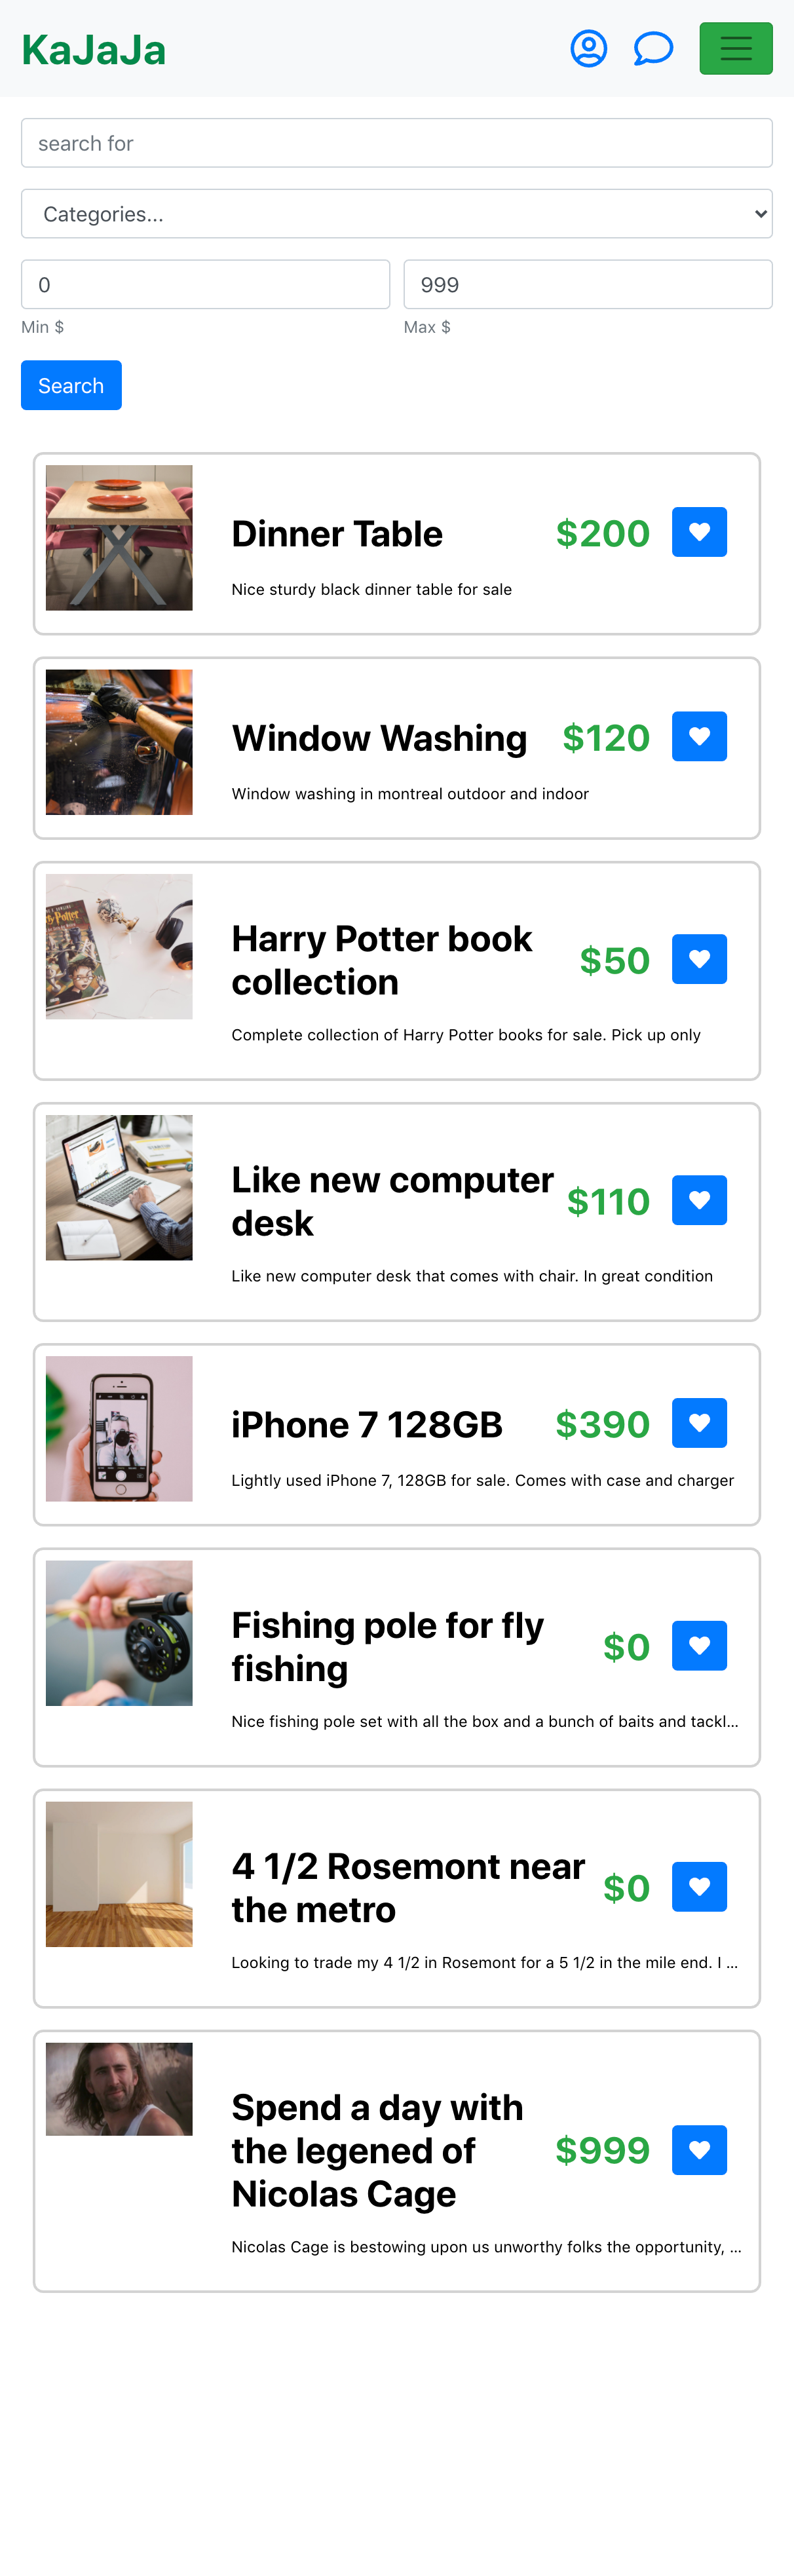 KaJaJa
search for
Categories...
0
999
Min $
Max $
Search
Dinner Table
$200
Nice sturdy black dinner table for sale
Window Washing
$120
Window washing in montreal outdoor and indoor
Harry Potter book
collection
$50
Complete collection of Harry Potter books for sale. Pick up only
Like new computer
desk
$110
Like new computer desk that comes with chair. In great condition
iPhone 7 128GB
$390
Lightly used iPhone 7, 128GB for sale. Comes with case and charger
Fishing pole for fly
fishing
$0
Nice fishing pole set with all the box and a bunch of baits and tackl...
4 1/2 Rosemont near
the metro
$0
Looking to trade my 4 1/2 in Rosemont for a 5 1/2 in the mile end. I ...
Spend a day with
the legened of
Nicolas Cage
$999
Nicolas Cage is bestowing upon us unworthy folks the opportunity, ...